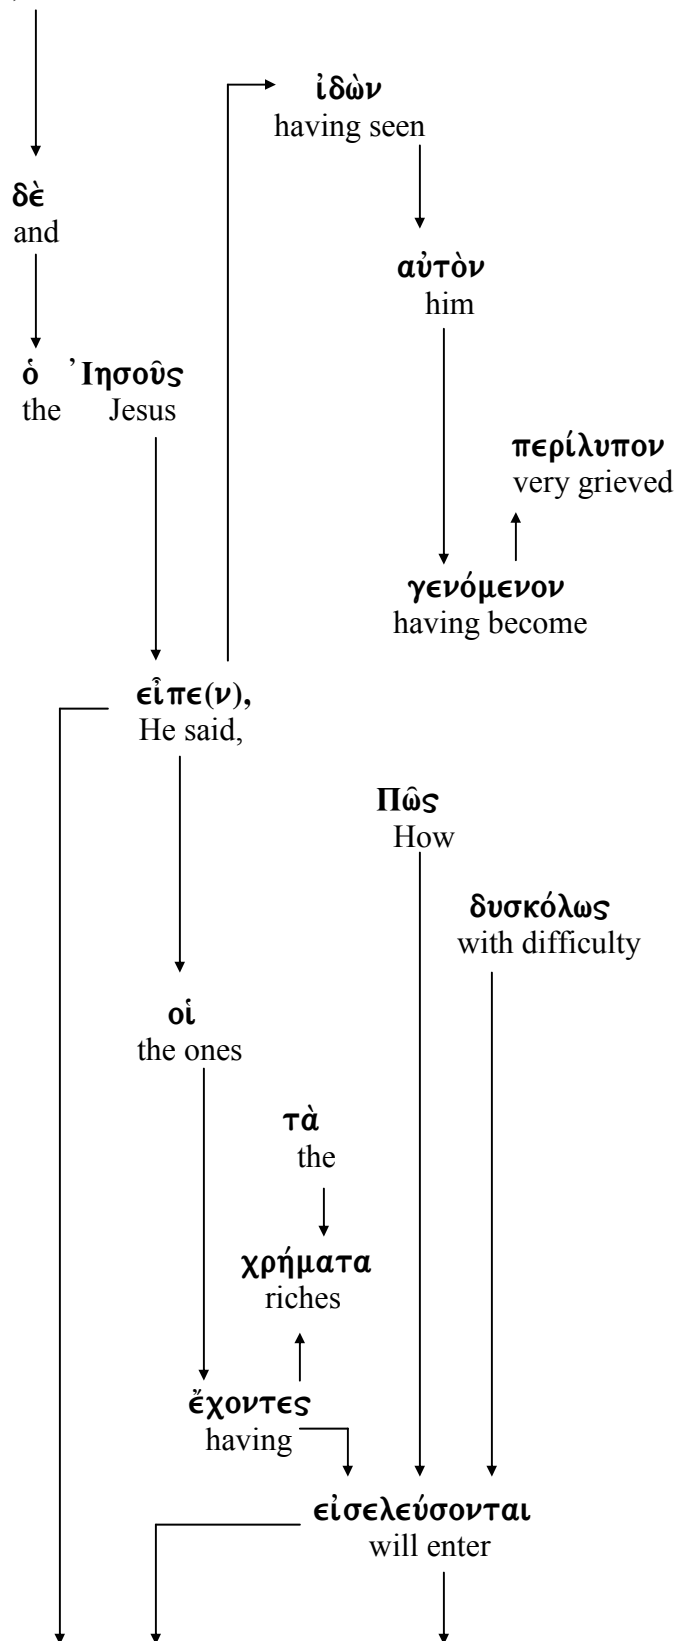 ἰδὼν
having seen
δὲ
and
αὐτὸν
him
ὁ Ἰησοῦς
the Jesus
περίλυπον
very grieved
γενόμενον
having become
εἶπε(ν),
He said,
Πῶς
How
δυσκόλως
with difficulty
οἱ
the ones
τὰ
the
χρήματα
riches
ἔχοντες
having
εἰσελεύσονται
will enter